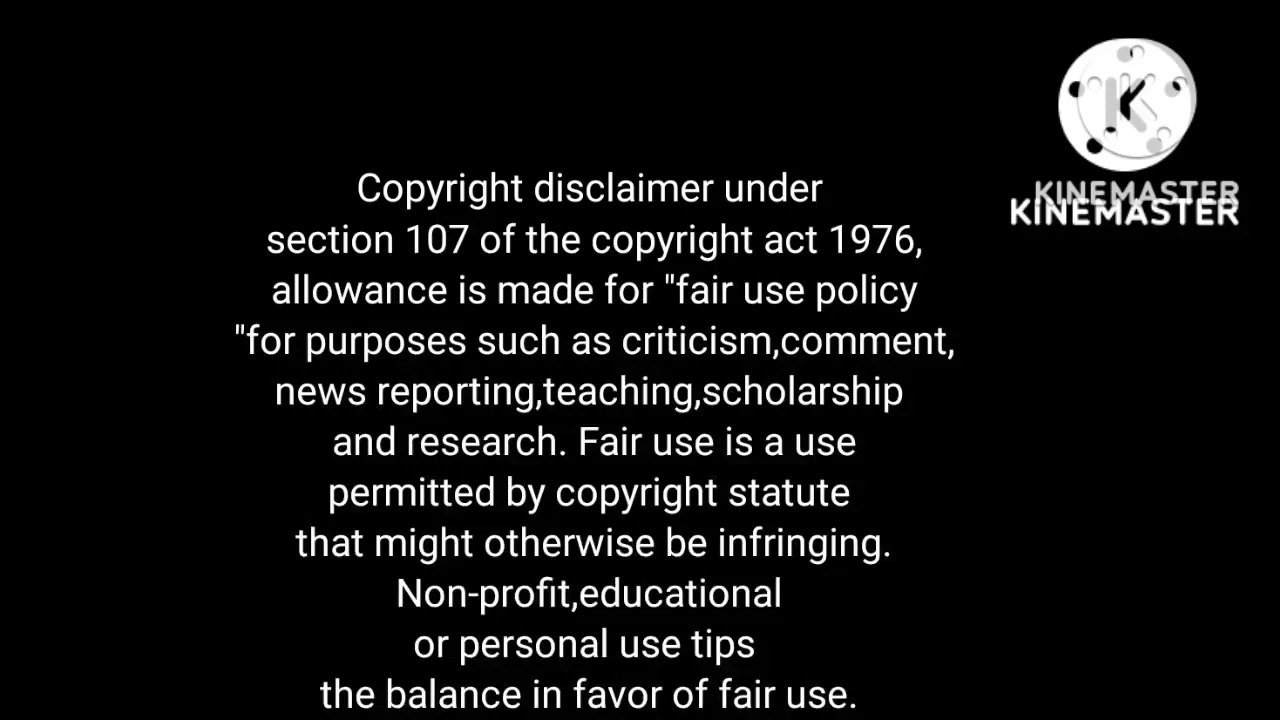 Copyright disclaimer under
section 107 of the copyright act 1976,
allowance is made for "fair use policy
"for purposes such as criticism,comment,
news reporting,teaching,scholarship
and research. Fair use is a use
permitted by copyright statute
that might otherwise be infringing.
Non-profit,educational
or personal use tips
the balance in favor of fair use.
K
KINEMASTER
KINEMASTER